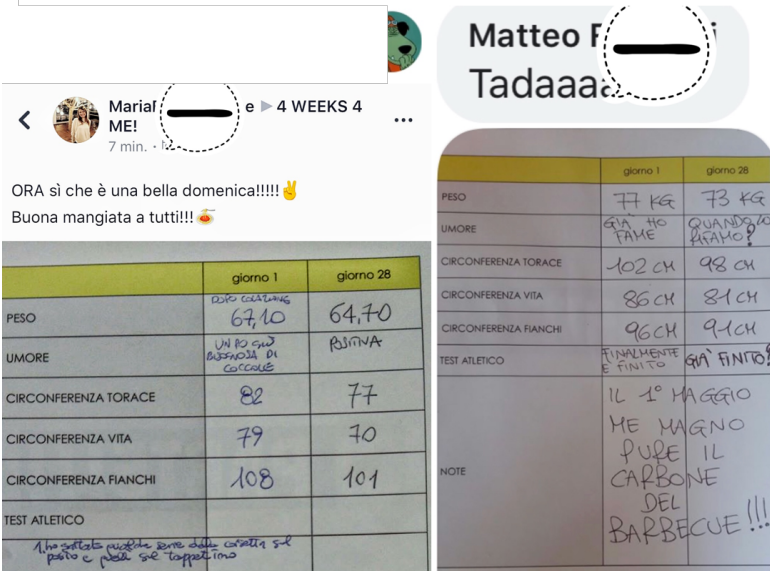 e ▶ 4 WEEKS 4
ME!
7 min.
ORA sì che è una bella domenica!!!!!✌️
Buona mangiata a tutti!!!🍝
giorno 1 giorno 28
DOPO COLAZIONE
PESO 67,10 64,70
UMORE UN PO' GIÙ BISOGNOSA DI COCCOLE POSITIVA
CIRCONFERENZA TORACE 82 77
CIRCONFERENZA VITA 79 70
CIRCONFERENZA FIANCHI 108 101
TEST ATLETICO
Matteo
Tadaaaa
giorno 1 giorno 28
PESO 77 KG 73 KG
UMORE GIÀ HO FAME QUANDO LO RIFAMO?
CIRCONFERENZA TORACE 102 CM 98 CM
CIRCONFERENZA VITA 86 CM 81 CM
CIRCONFERENZA FIANCHI 96 CM 91 CM
TEST ATLETICO FINALMENTE È FINITO GIÀ FINITO?
NOTE
IL 1° MAGGIO
ME MAGNO
PURE IL
CARBONE
DEL
BARBECUE!!!